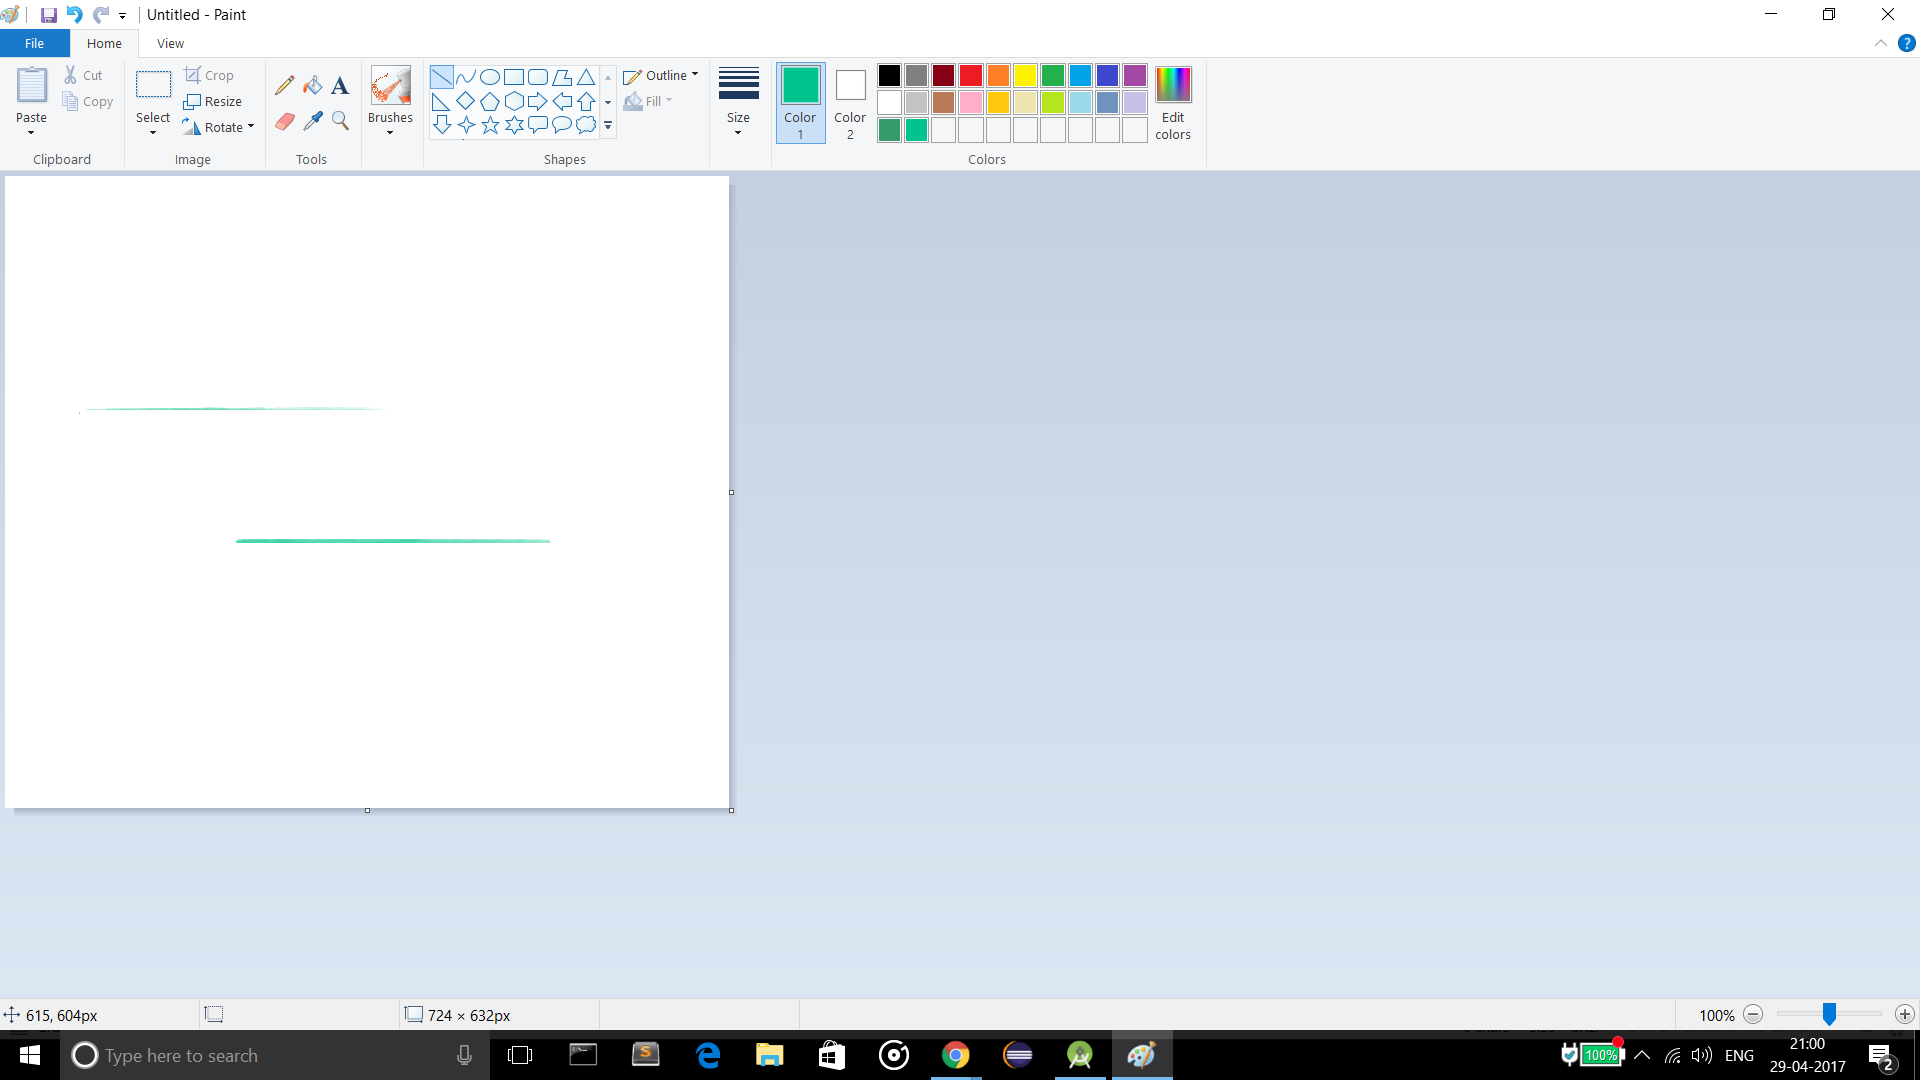 Untitled - Paint
File Home View
?
Paste
Cut
Copy
Clipboard
Select
Crop
Resize
Rotate
Image
A
Tools
Brushes
Outline
Fill
Shapes
Size
Color 1
Color 2
Edit colors
Colors
615, 604px
724 × 632px
100%
Type here to search
S
100%
ENG
21:00
29-04-2017
2